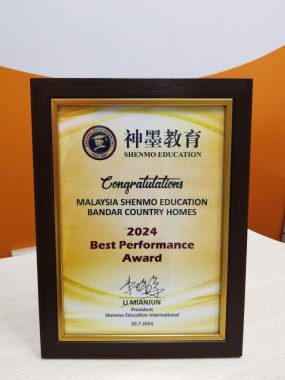 神墨教育
SHENMO EDUCATION
Congratulations
MALAYSIA SHENMO EDUCATION
BANDAR COUNTRY HOMES
2024
Best Performance
Award
LI MIANJUN
President
Shenmo Education International
20.7.2024